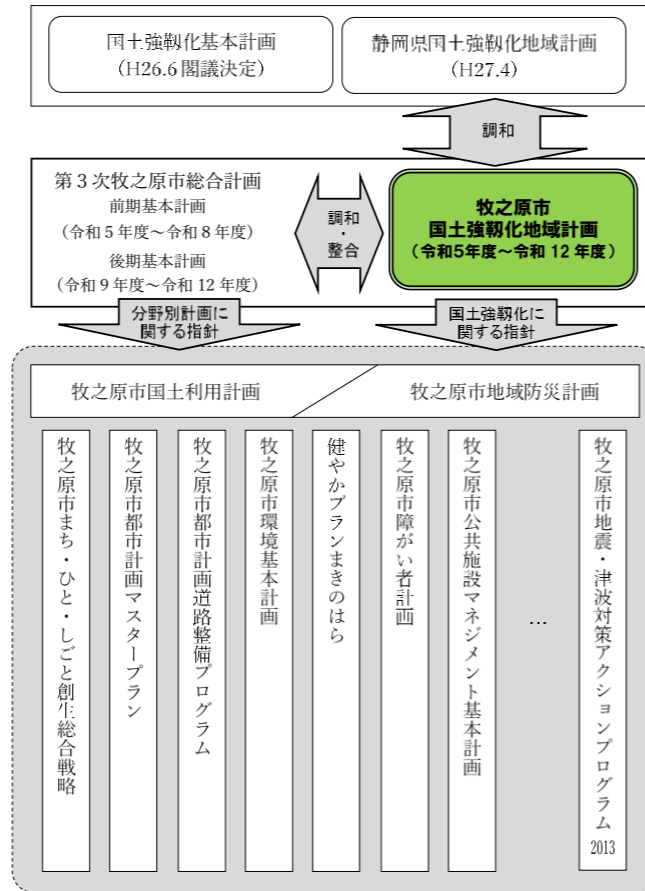 国土強靱化基本計画
(H26.6 閣議決定)
静岡県国土強靱化地域計画
(H27.4)
調和
第3次牧之原市総合計画
前期基本計画
(令和5年度～令和8年度)
後期基本計画
(令和9年度～令和12年度)
調和
・
整合
牧之原市
国土強靱化地域計画
(令和5年度～令和12年度)
分野別計画に
関する指針
国土強靱化に
関する指針
牧之原市国土利用計画
牧之原市地域防災計画
牧之原市まち・ひと・しごと創生総合戦略
牧之原市都市計画マスタープラン
牧之原市都市計画道路整備プログラム
牧之原市環境基本計画
健やかプランまきのはら
牧之原市障がい者計画
牧之原市公共施設マネジメント基本計画
…
牧之原市地震・津波対策アクションプログラム
2013